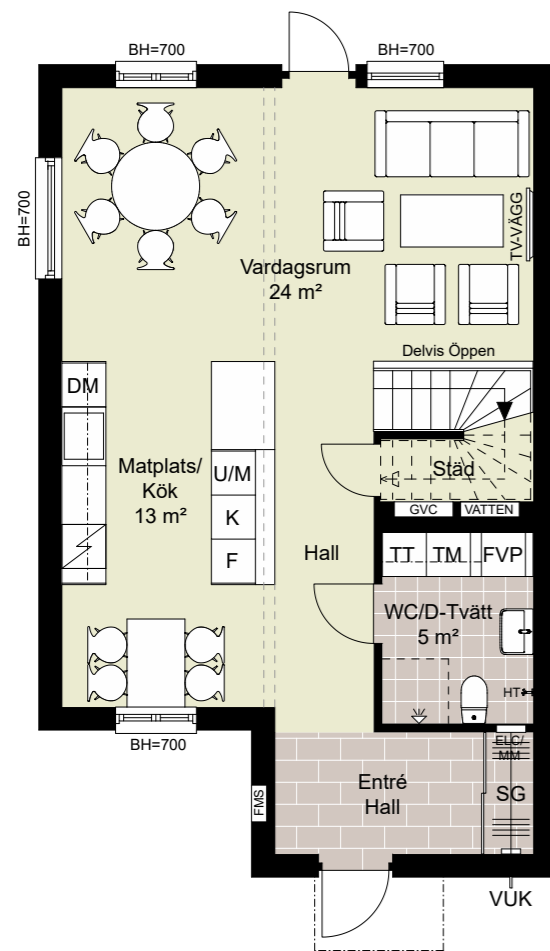 BH=700
BH=700
BH=700
TV-VÄGG
Vardagsrum
24 m²
Delvis Öppen
DM
Matplats/
Kök
13 m²
U/M
K
F
Städ
GVC
VATTEN
Hall
TT
TM
FVP
WC/D-Tvätt
5 m²
HT
BH=700
ELC/
MM
Entré
Hall
SG
FMS
VUK